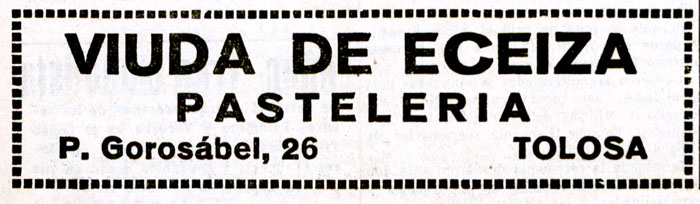 VIUDA DE ECEIZA
PASTELERIA
P. Gorosábel, 26 TOLOSA